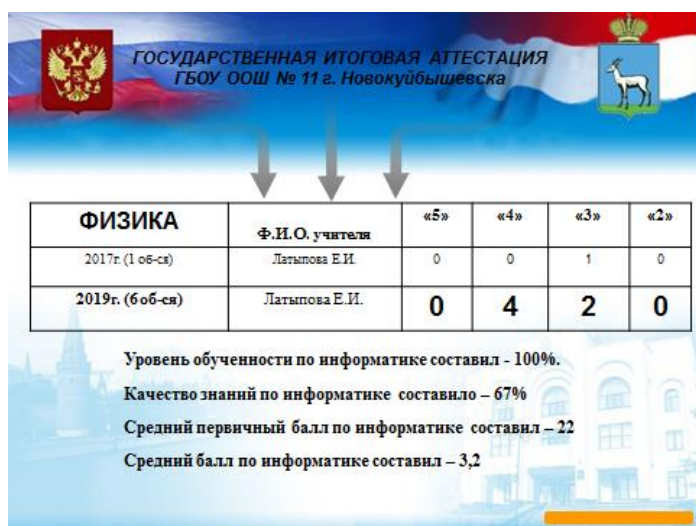 ГОСУДАРСТВЕННАЯ ИТОГОВАЯ АТТЕСТАЦИЯ
ГБОУ ООШ № 11 г. Новокуйбышевска
ФИЗИКА Ф.И.О. учителя «5» «4» «3» «2»
2017г. (1 об-ся) Латыпова Е.И. 0 0 1 0
2019г. (6 об-ся) Латыпова Е.И. 0 4 2 0
Уровень обученности по информатике составил - 100%.
Качество знаний по информатике составило – 67%
Средний первичный балл по информатике составил – 22
Средний балл по информатике составил – 3,2